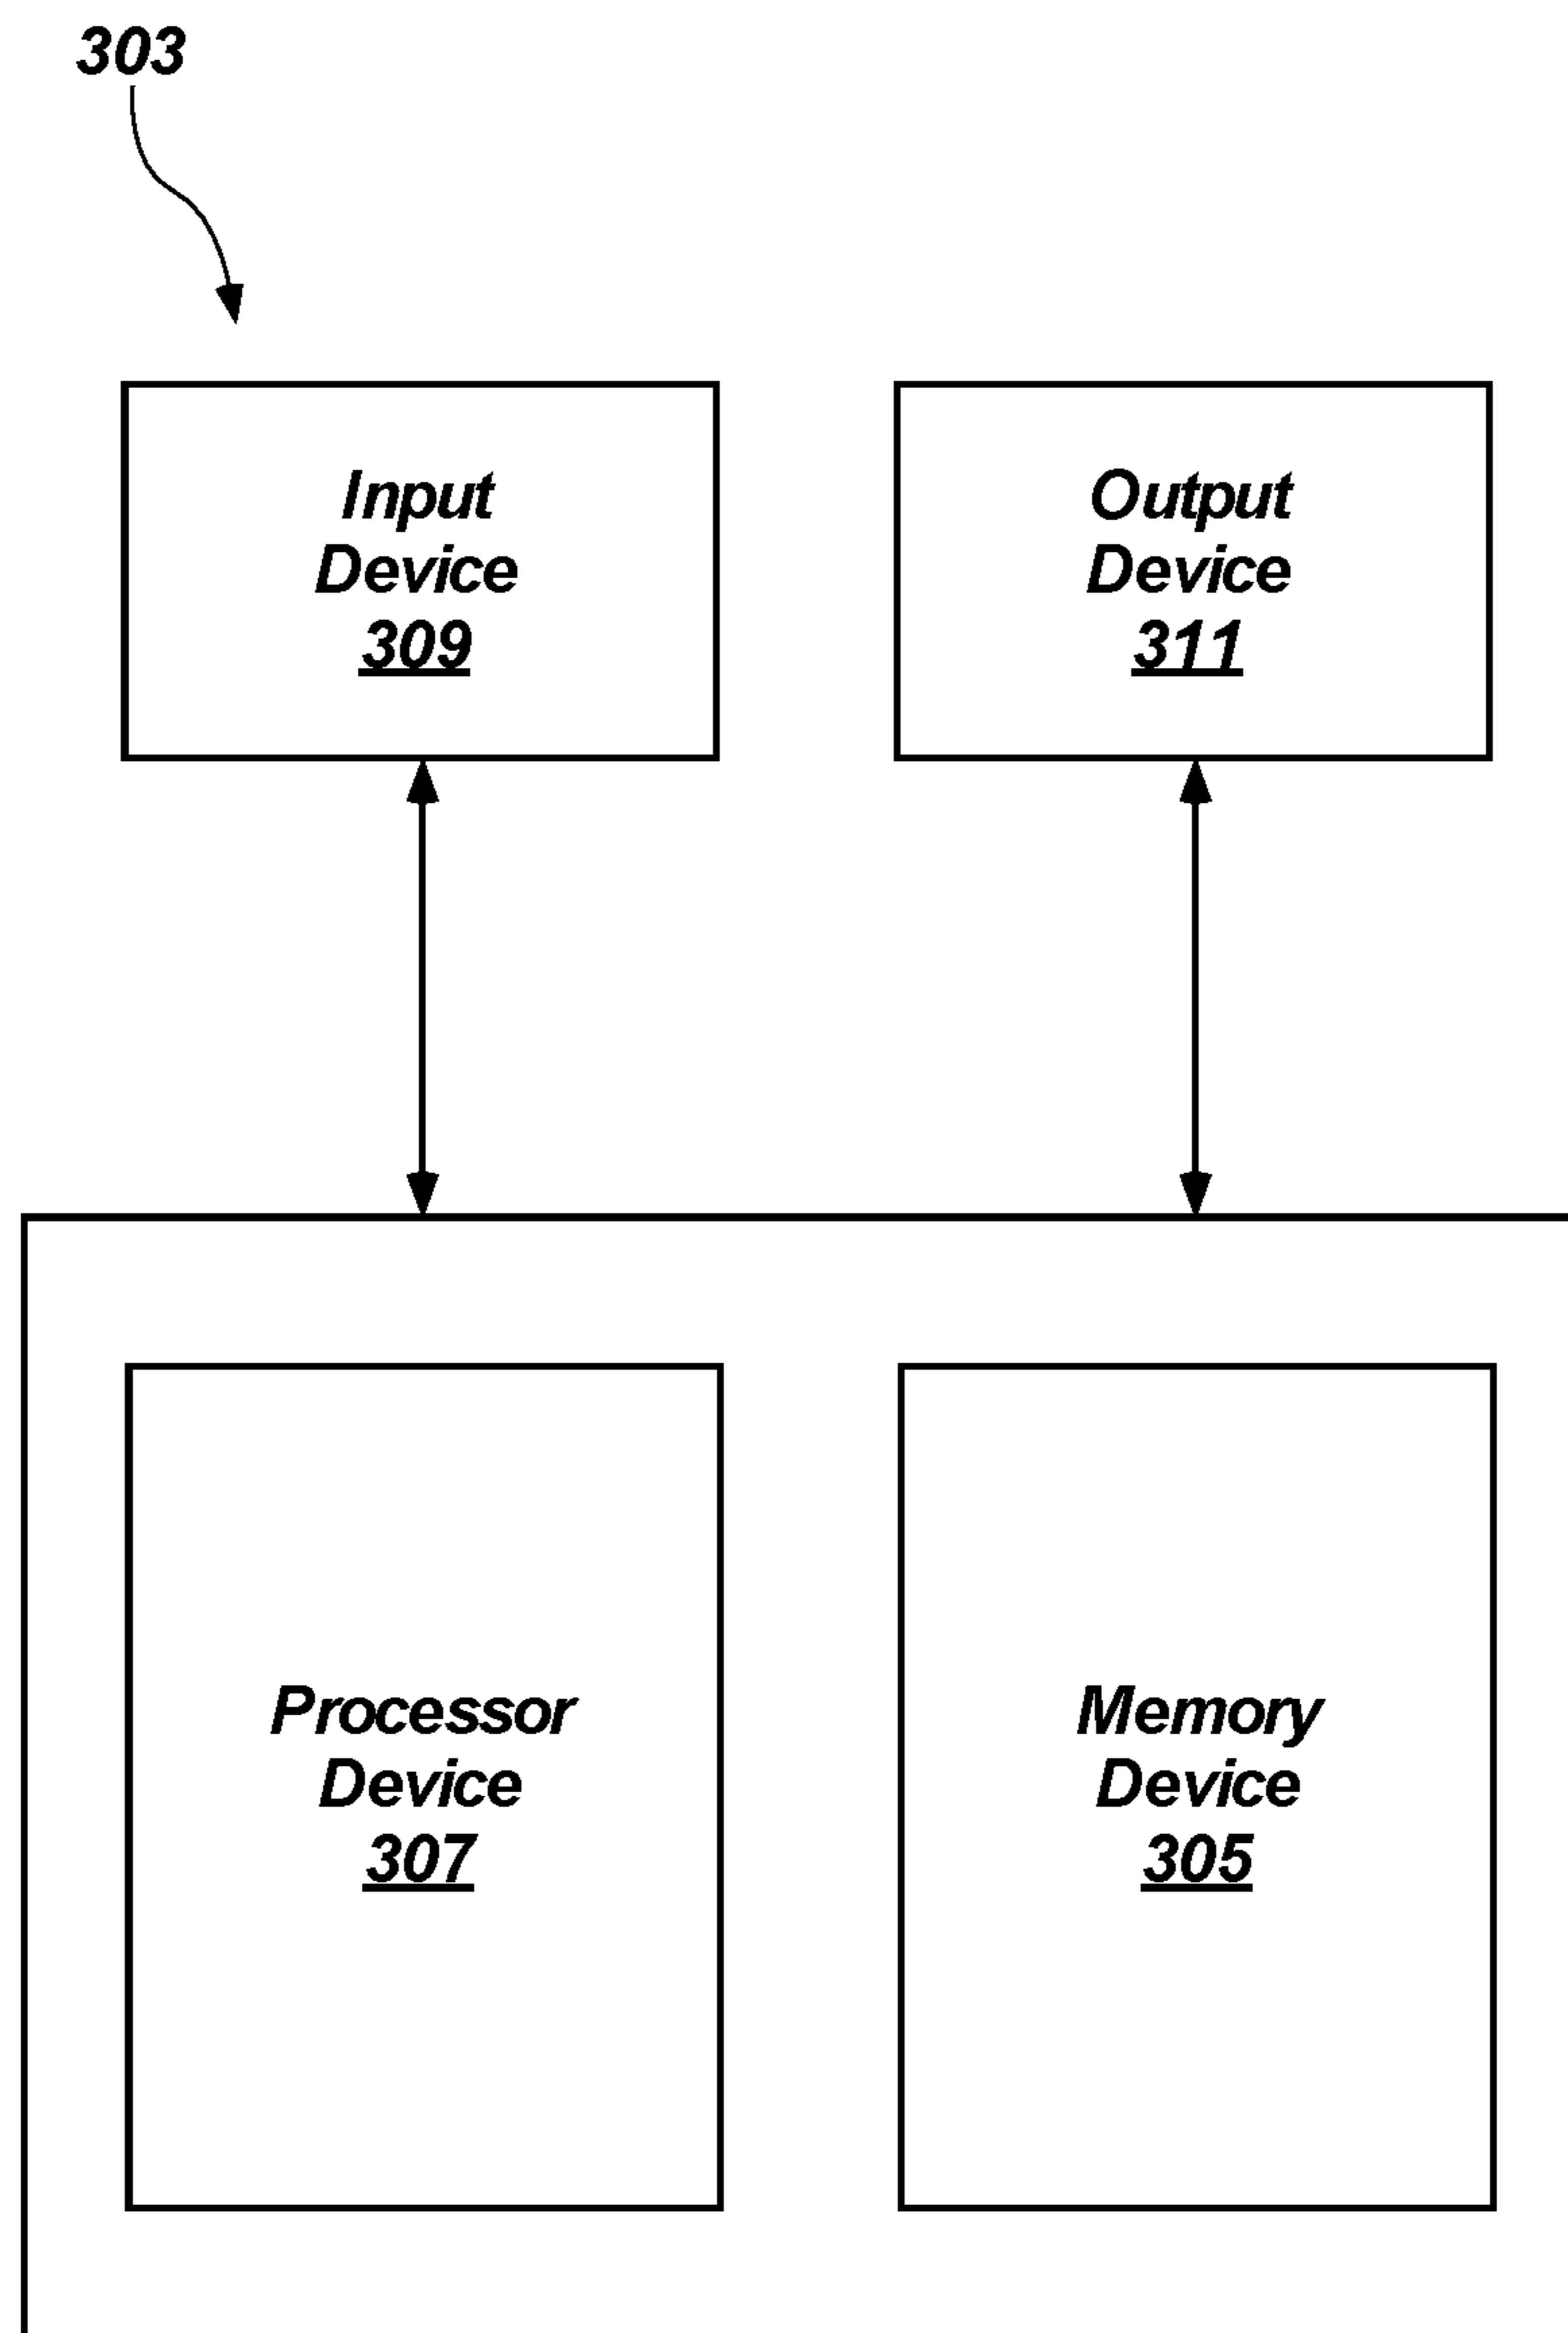 303
Input
Device
309
Output
Device
311
Processor
Device
307
Memory
Device
305